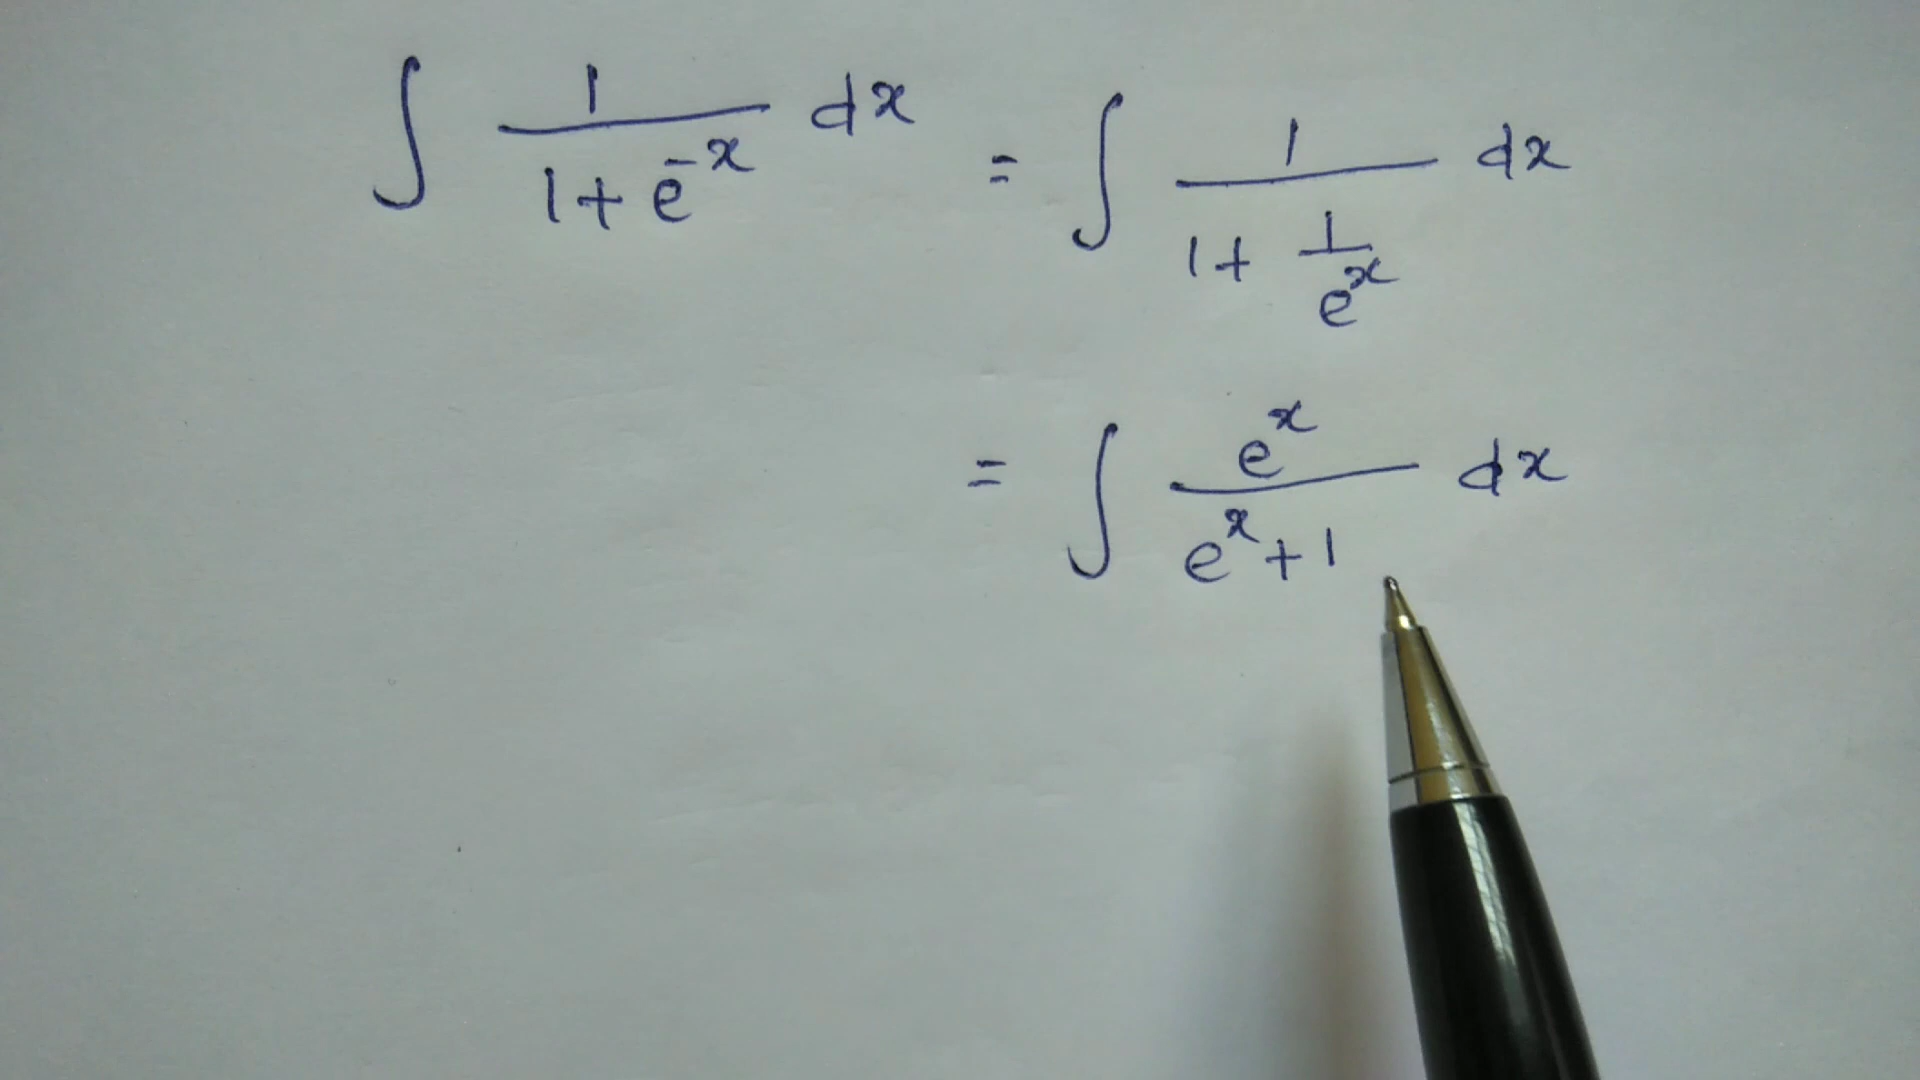 ∫ 1/(1+e^-x) dx = ∫ 1/(1+ 1/e^x) dx
= ∫ e^x/(e^x+1) dx